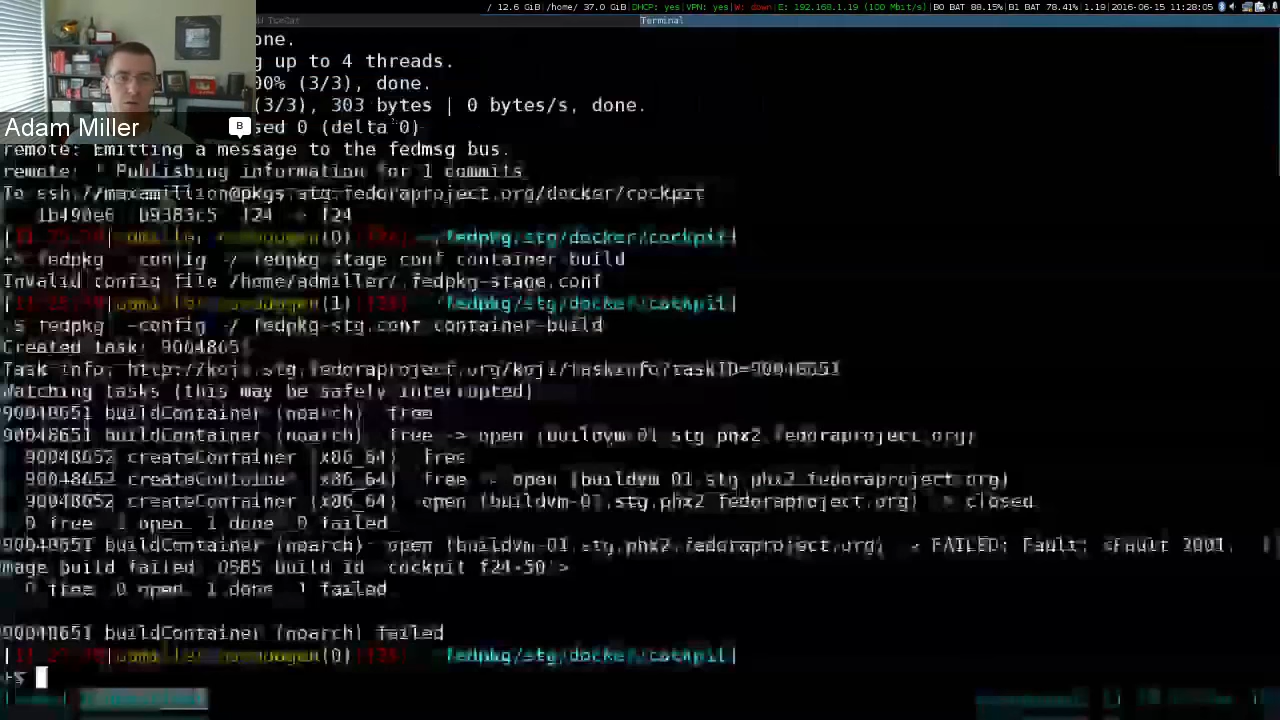 / 12.6 GiB|/home/ 37.0 GiB|DHCP: yes|VPN: yes|W: down|E: 192.168.1.19 (100 Mbit/s)|B0 BAT 88.15%|B1 BAT 78.41%|1.19|2016-06-15 11:28:05
Terminal
one.
g up to 4 threads.
00% (3/3), done.
(3/3), 303 bytes | 0 bytes/s, done.
Adam Miller
B
sed 0 (delta 0)
remote: Emitting a message to the fedmsg bus.
remote: * Publishing information for 1 commits
To ssh://maxamillion@pkgs.stg.fedoraproject.org/docker/cockpit
1b490e6 b9383c5 f24 -> f24
fedpkg.stg/docker/cockpit|
fedpkg --config ~/ fedpkg stage conf container build
Invalid config file /home/admiller/.fedpkg-stage.conf
fedpkg.stg/docker/cockpit|
fedpkg --config ~/ fedpkg-stg.conf container-build
Created task: 90048651
Task info: http://koji.stg.fedoraproject.org/koji/taskinfo?taskID=90048651
Watching tasks (this may be safely interrupted)
90048651 buildContainer (noarch) free
90048651 buildContainer (noarch) free -> open (buildvm-01.stg.phx2.fedoraproject.org)
90048652 createContainer (x86_64) free
90048652 createContainer (x86_64) free -> open (buildvm-01.stg.phx2.fedoraproject.org)
90048652 createContainer (x86_64) open (buildvm-01.stg.phx2.fedoraproject.org) -> closed
0 free 1 open 1 done 0 failed
90048651 buildContainer (noarch) open (buildvm-01.stg.phx2.fedoraproject.org) -> FAILED: Fault: <Fault 2001:
mage build failed OSBS build id cockpit f24-50'>
0 free 0 open 1 done 1 failed
90048651 buildContainer (noarch) failed
fedpkg/stg/docker/cockpit|